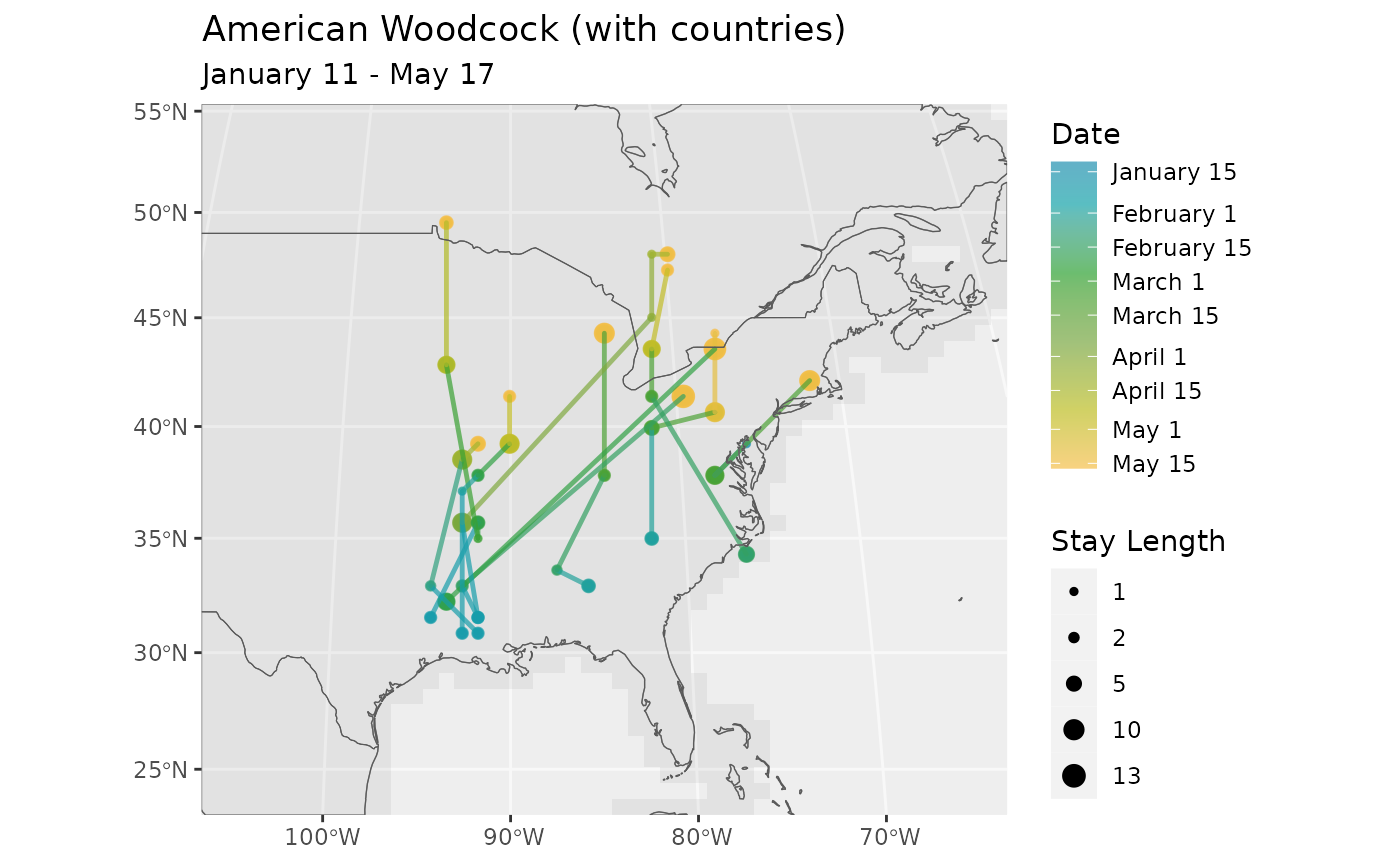 American Woodcock (with countries)
January 11 - May 17
55°N
50°N
45°N
40°N
35°N
30°N
25°N
100°W
90°W
80°W
70°W
Date
January 15
February 1
February 15
March 1
March 15
April 1
April 15
May 1
May 15
Stay Length
1
2
5
10
13